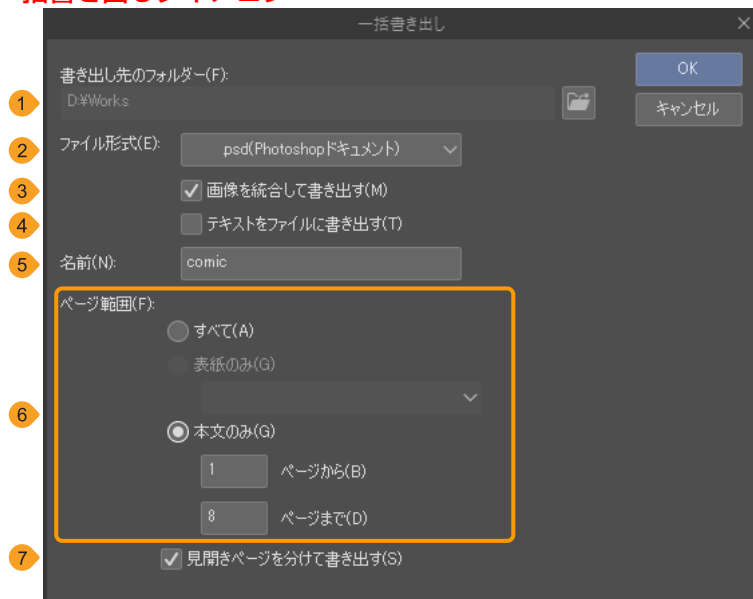 一括書き出し
書き出し先のフォルダー(F):
OK
① D:¥Works
キャンセル
② ファイル形式(E): .psd(Photoshopドキュメント)
③ 画像を統合して書き出す(M)
④ テキストをファイルに書き出す(T)
⑤ 名前(N): comic
ページ範囲(F):
すべて(A)
表紙のみ(G)
⑥
本文のみ(G)
1 ページから(B)
8 ページまで(D)
⑦ 見開きページを分けて書き出す(S)